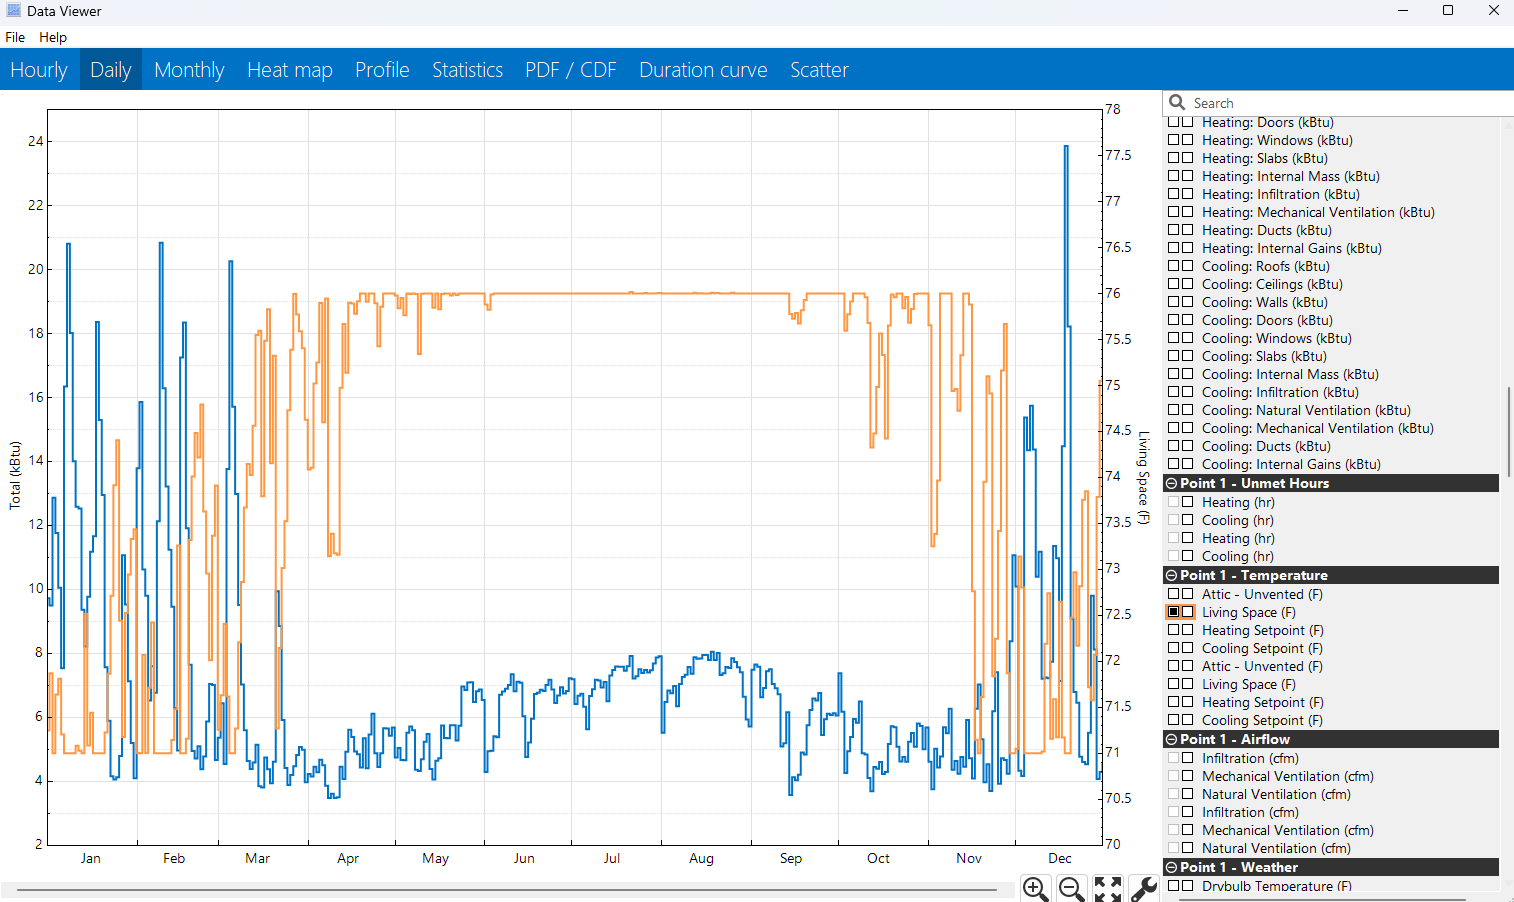 Data Viewer
File Help
Hourly Daily Monthly Heat map Profile Statistics PDF / CDF Duration curve Scatter
Search
Heating: Doors (kBtu)
Heating: Windows (kBtu)
Heating: Slabs (kBtu)
Heating: Internal Mass (kBtu)
Heating: Infiltration (kBtu)
Heating: Mechanical Ventilation (kBtu)
Heating: Ducts (kBtu)
Heating: Internal Gains (kBtu)
Cooling: Roofs (kBtu)
Cooling: Ceilings (kBtu)
Cooling: Walls (kBtu)
Cooling: Doors (kBtu)
Cooling: Windows (kBtu)
Cooling: Slabs (kBtu)
Cooling: Internal Mass (kBtu)
Cooling: Infiltration (kBtu)
Cooling: Natural Ventilation (kBtu)
Cooling: Mechanical Ventilation (kBtu)
Cooling: Ducts (kBtu)
Cooling: Internal Gains (kBtu)
Point 1 - Unmet Hours
Heating (hr)
Cooling (hr)
Heating (hr)
Cooling (hr)
Point 1 - Temperature
Attic - Unvented (F)
Living Space (F)
Heating Setpoint (F)
Cooling Setpoint (F)
Attic - Unvented (F)
Living Space (F)
Heating Setpoint (F)
Cooling Setpoint (F)
Point 1 - Airflow
Infiltration (cfm)
Mechanical Ventilation (cfm)
Natural Ventilation (cfm)
Infiltration (cfm)
Mechanical Ventilation (cfm)
Natural Ventilation (cfm)
Point 1 - Weather
Drybulb Temperature (F)
Total (kBtu)
24
22
20
18
16
14
12
10
8
6
4
2
Jan Feb Mar Apr May Jun Jul Aug Sep Oct Nov Dec
78
77.5
77
76.5
76
75.5
75
74.5
74
73.5
73
72.5
72
71.5
71
70.5
70
Living Space (F)